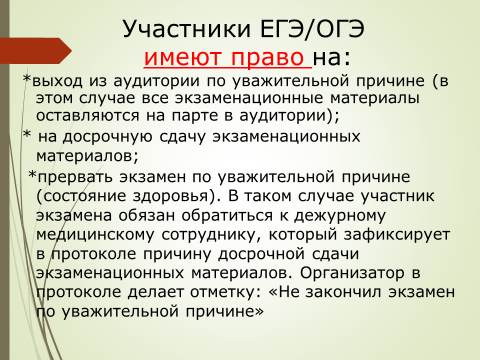 Участники ЕГЭ/ОГЭ
имеют право на:
*выход из аудитории по уважительной причине (в
этом случае все экзаменационные материалы
оставляются на парте в аудитории);
* на досрочную сдачу экзаменационных
материалов;
*прервать экзамен по уважительной причине
(состояние здоровья). В таком случае участник
экзамена обязан обратиться к дежурному
медицинскому сотруднику, который зафиксирует
в протоколе причину досрочной сдачи
экзаменационных материалов. Организатор в
протоколе делает отметку: «Не закончил экзамен
по уважительной причине»